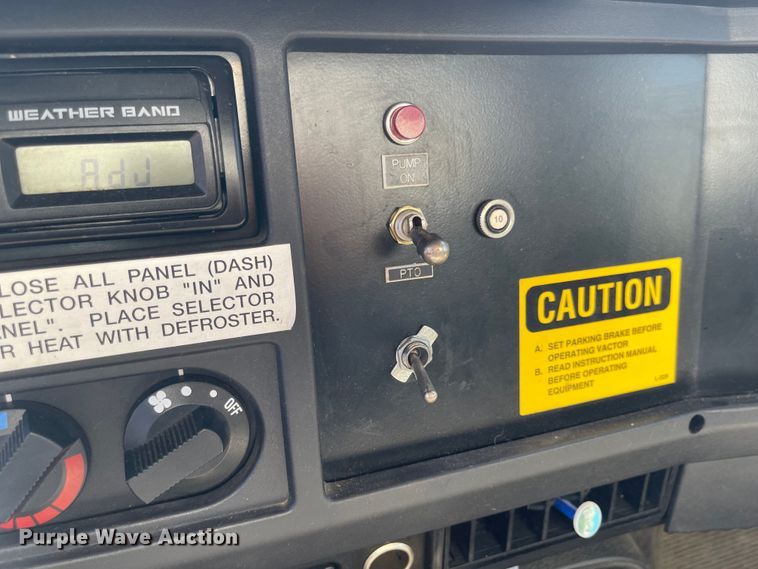 WEATHER BAND
AdJ
PUMP
ON
10
PTO
LOSE ALL PANEL (DASH)
LECTOR KNOB "IN" AND
ANEL". PLACE SELECTOR
R HEAT WITH DEFROSTER.
OFF
CAUTION
A. SET PARKING BRAKE BEFORE
OPERATING VACTOR
B. READ INSTRUCTION MANUAL
BEFORE OPERATING
EQUIPMENT
Purple Wave Auction